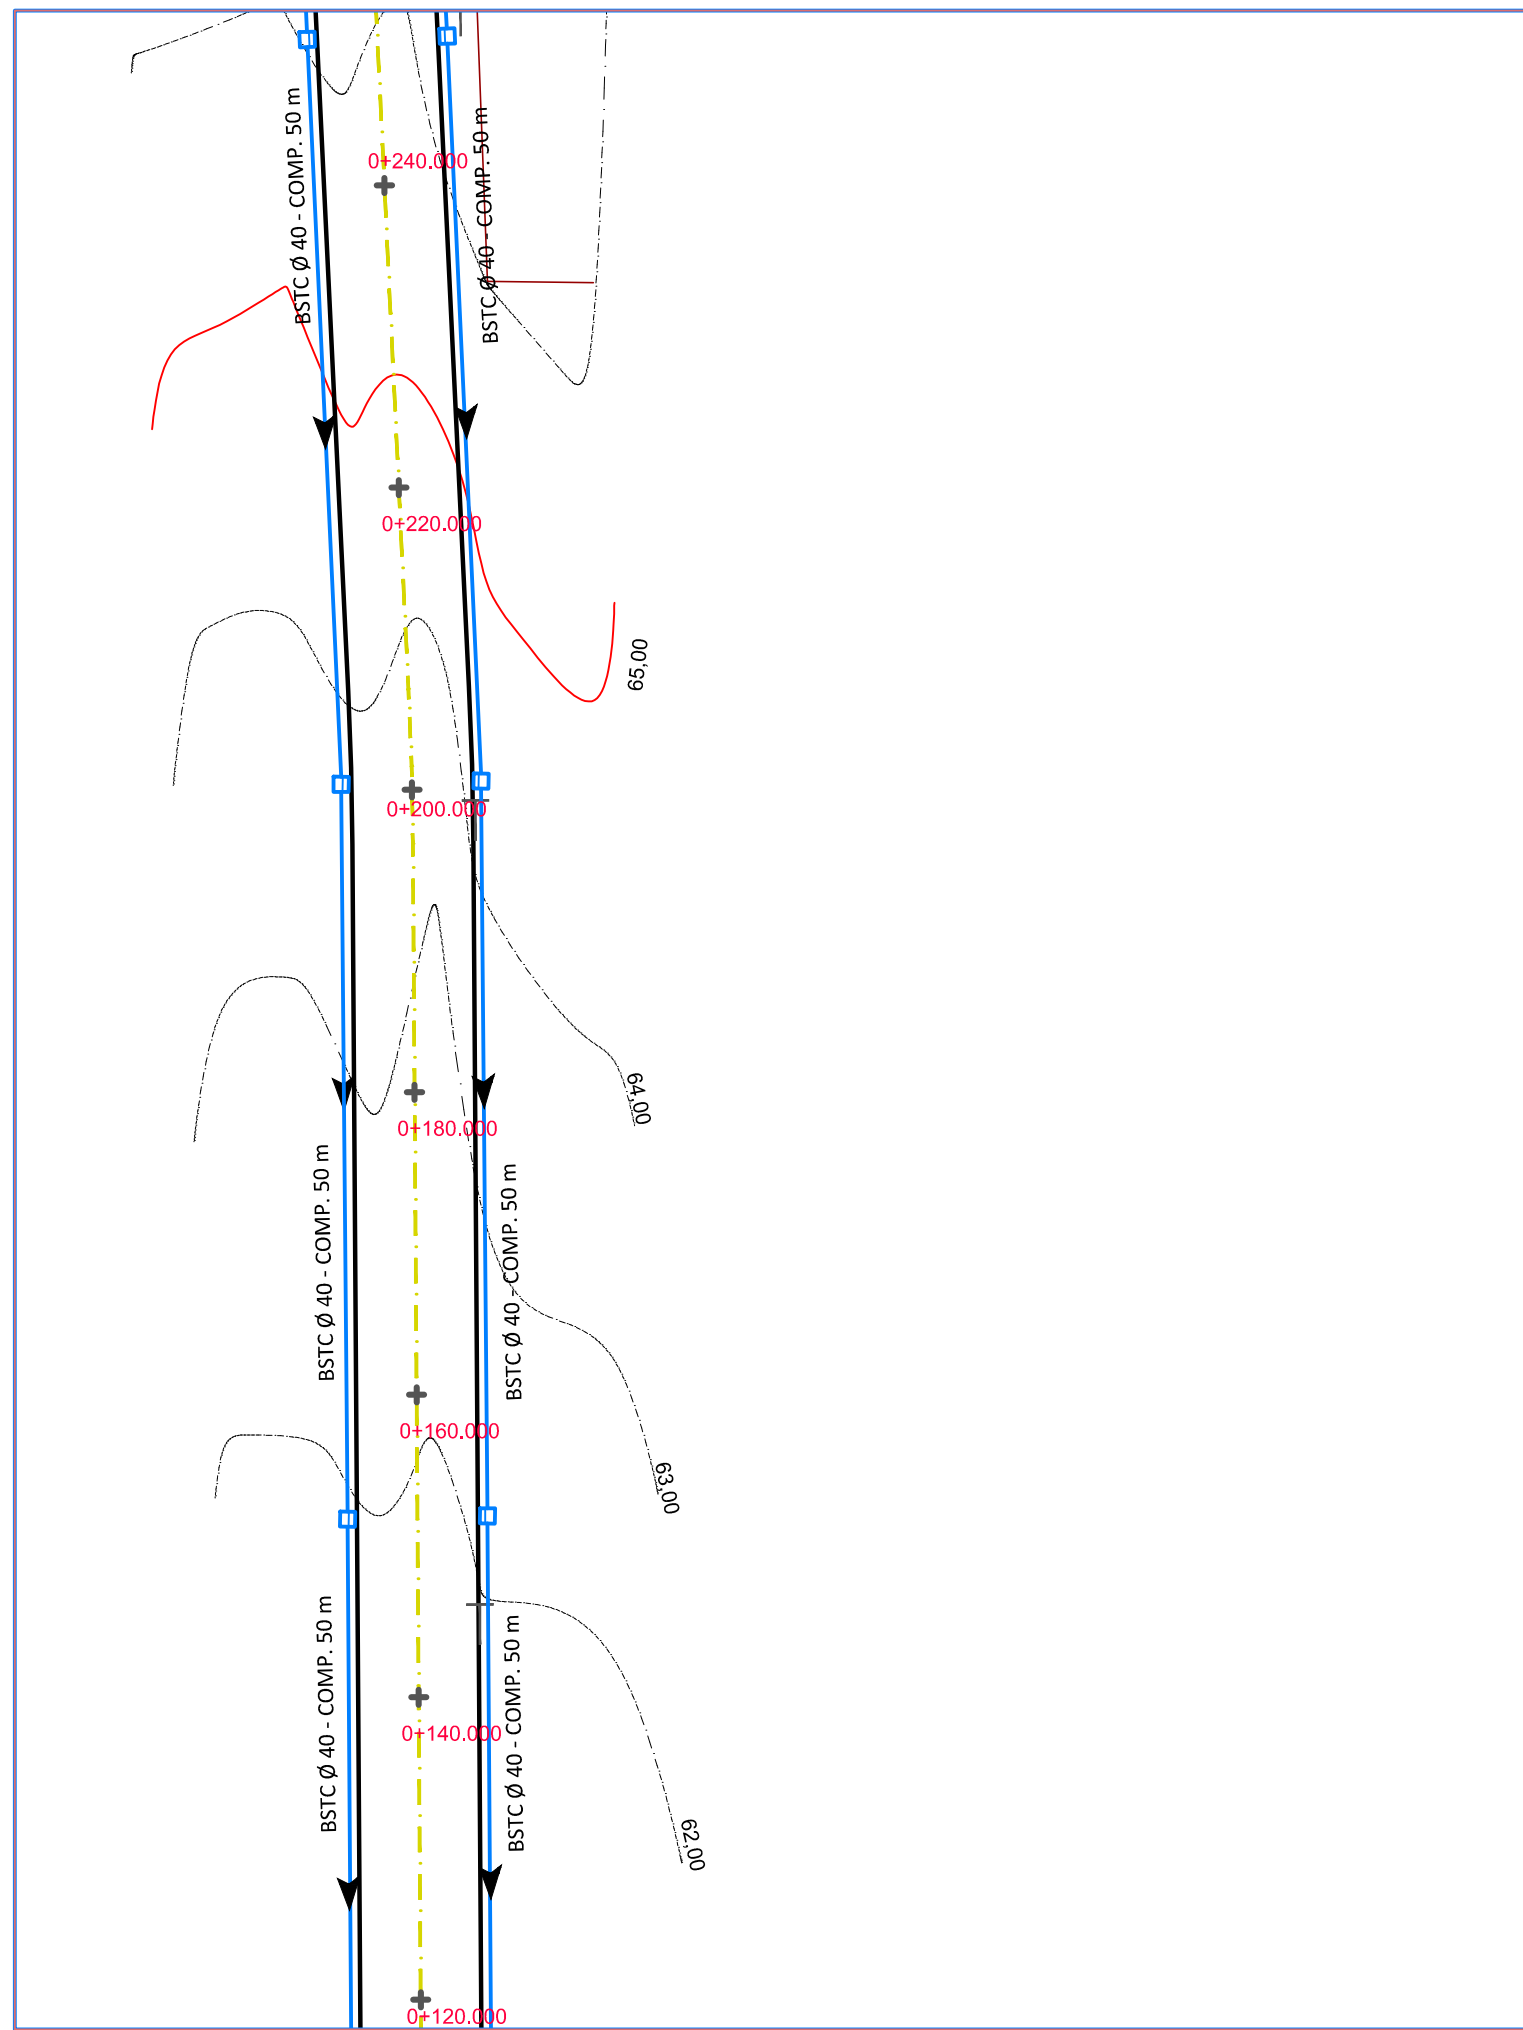 BSTC Ø 40 - COMP. 50 m
BSTC Ø 40 - COMP. 50 m
0+240.000
0+220.000
65,00
0+200.000
64,00
0+180.000
BSTC Ø 40 - COMP. 50 m
BSTC Ø 40 - COMP. 50 m
0+160.000
63,00
BSTC Ø 40 - COMP. 50 m
BSTC Ø 40 - COMP. 50 m
0+140.000
62,00
0+120.000